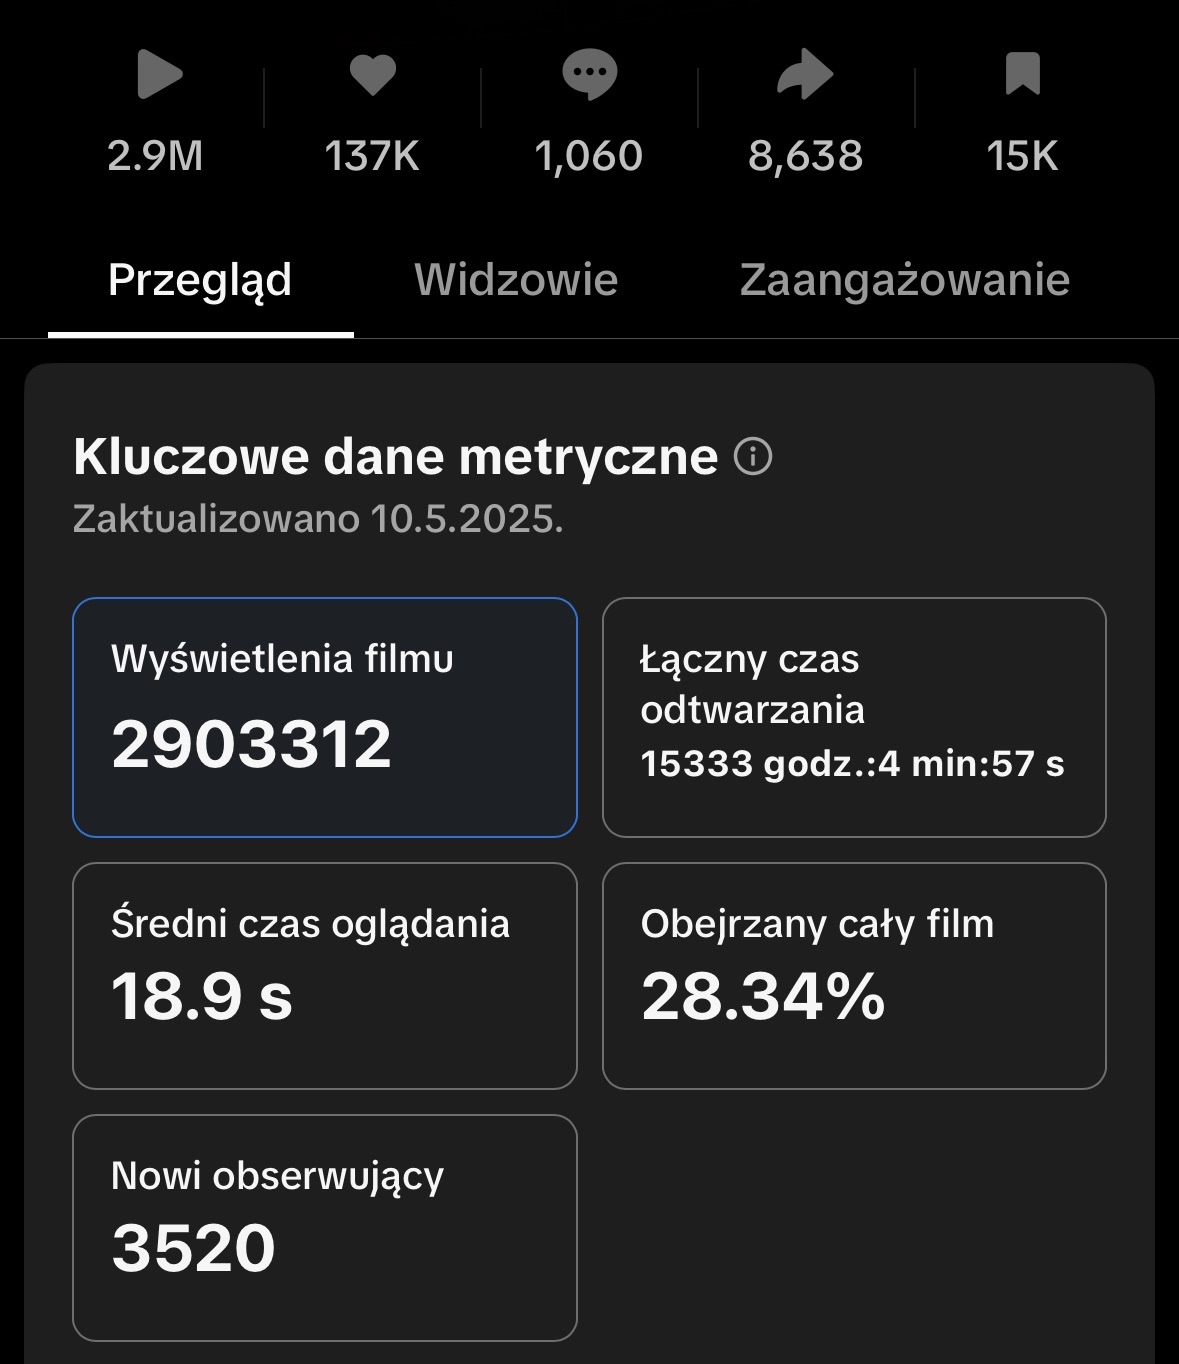 2.9M 137K 1,060 8,638 15K
Przegląd Widzowie Zaangażowanie
Kluczowe dane metryczne
Zaktualizowano 10.5.2025.
Wyświetlenia filmu
2903312
Łączny czas
odtwarzania
15333 godz.:4 min:57 s
Średni czas oglądania
18.9 s
Obejrzany cały film
28.34%
Nowi obserwujący
3520